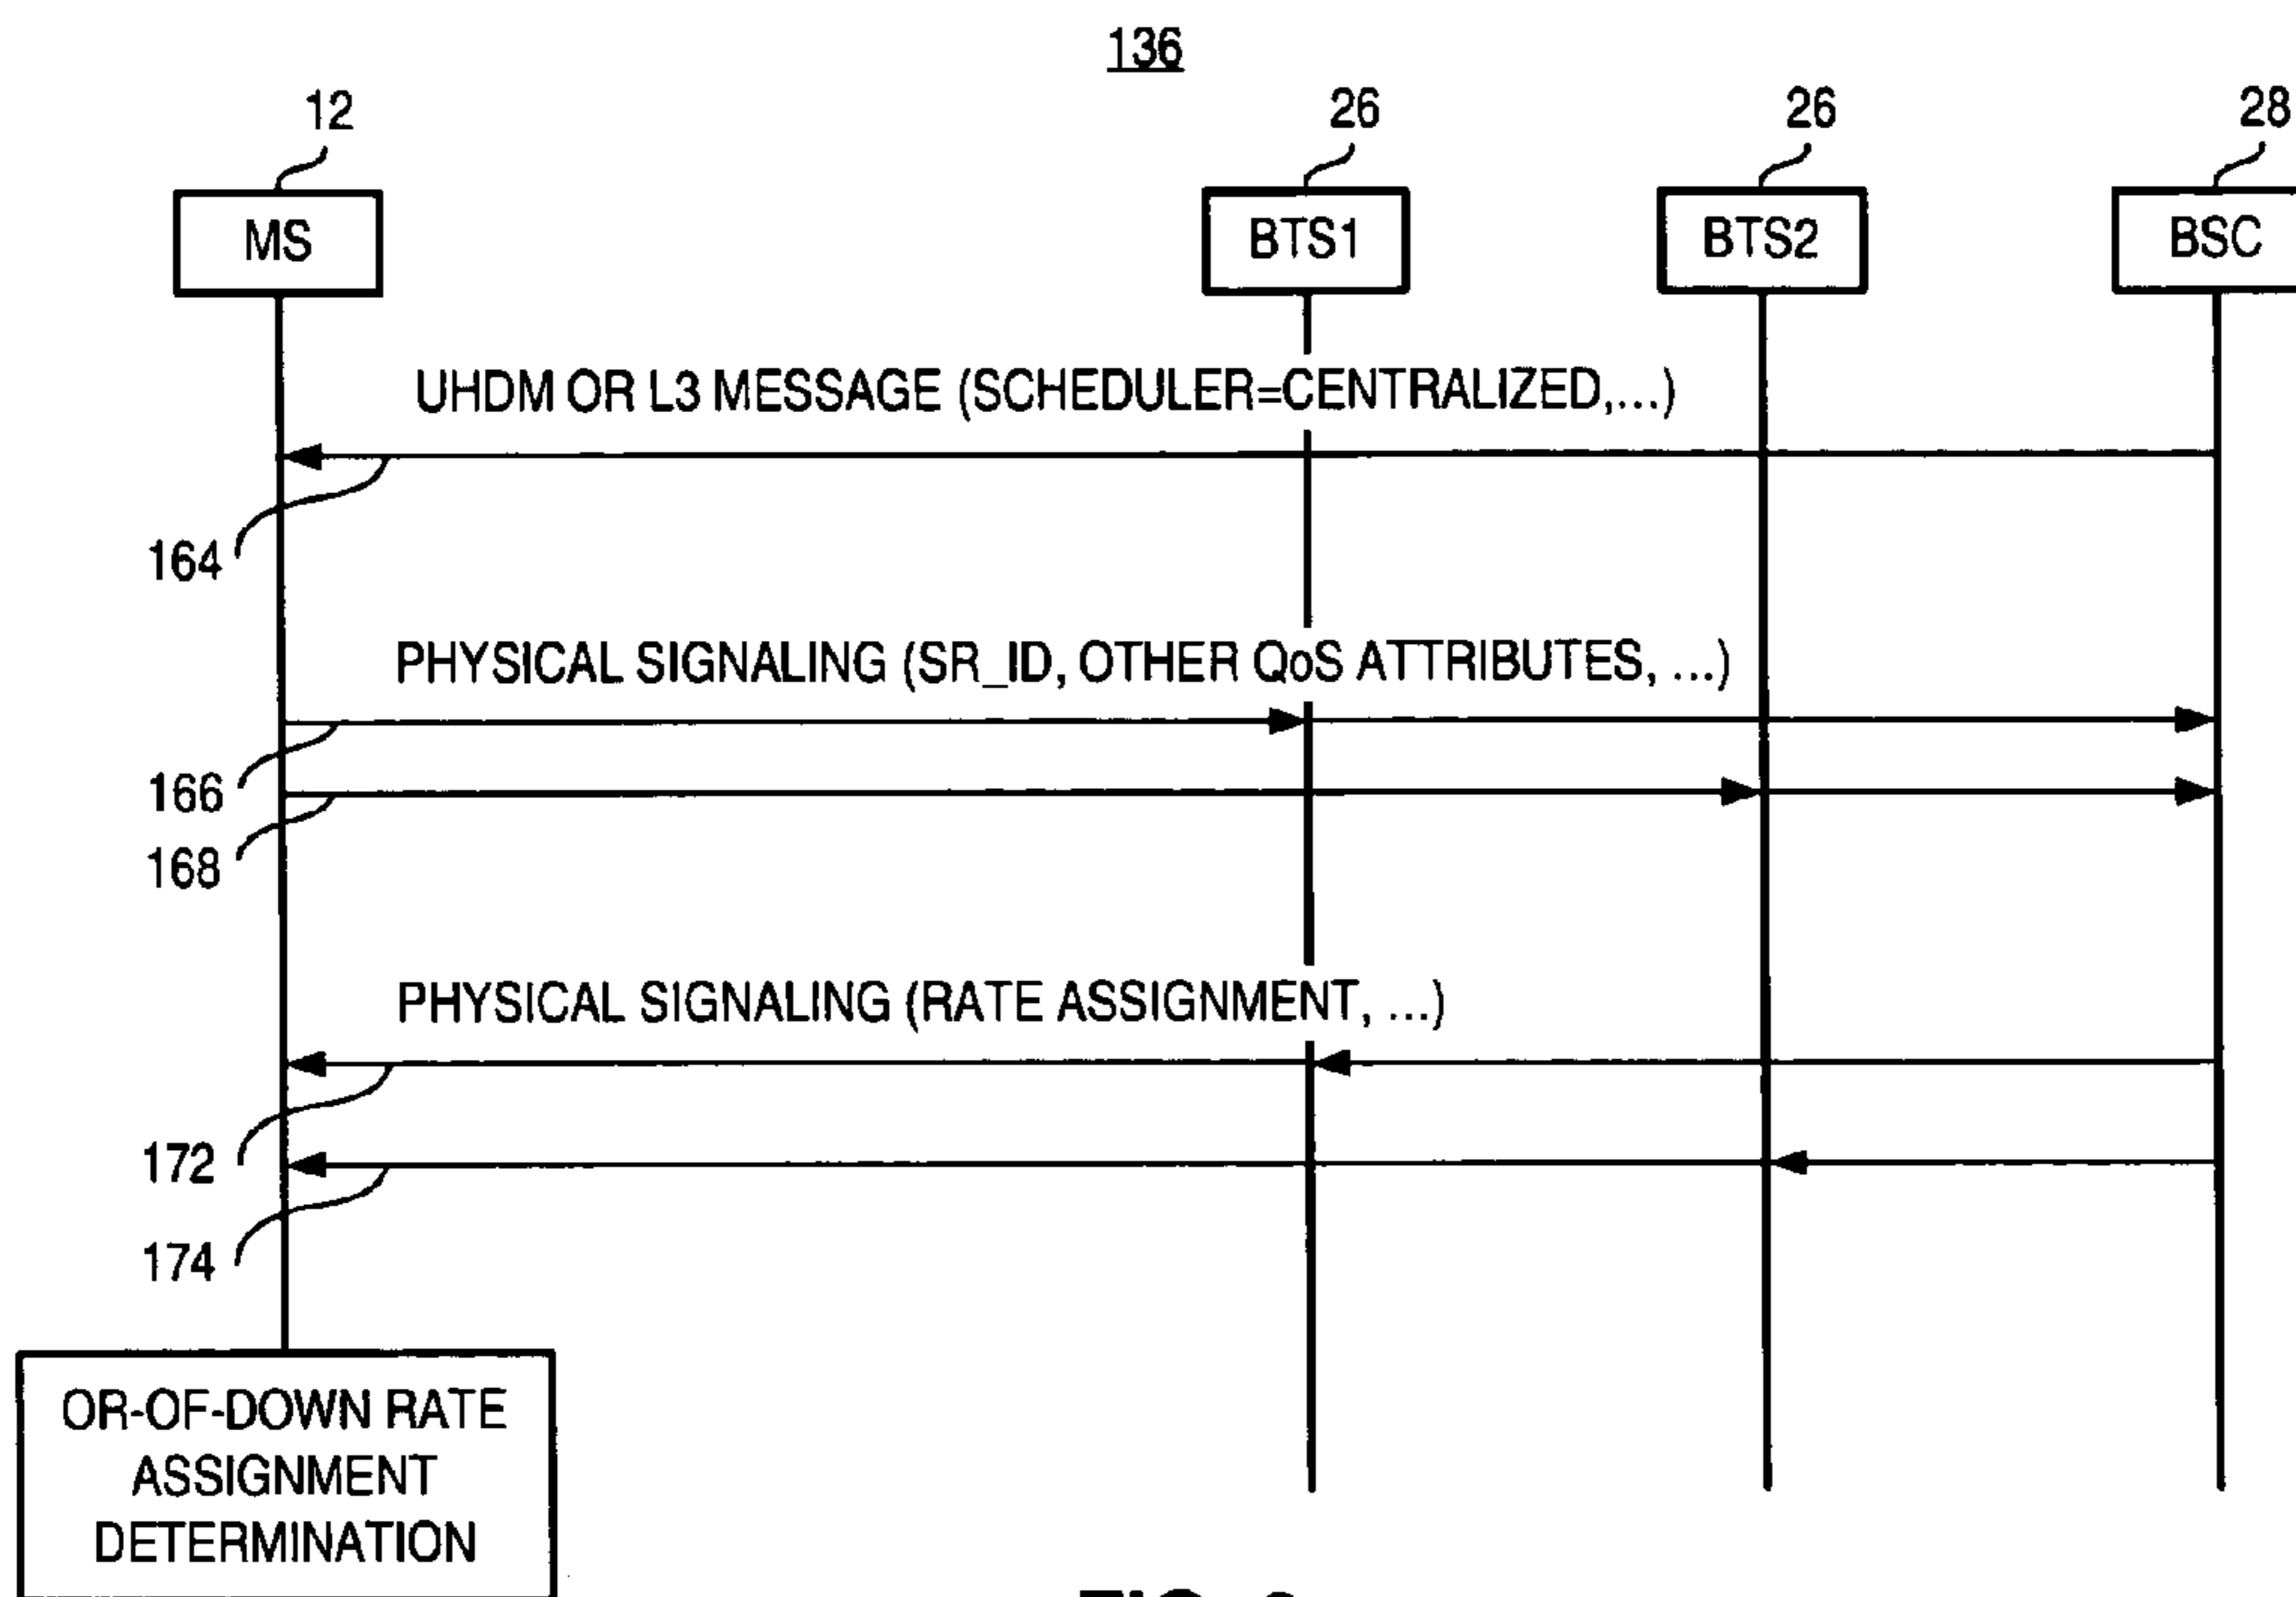 136
12
26
26
28
MS
BTS1
BTS2
BSC
UHDM OR L3 MESSAGE (SCHEDULER=CENTRALIZED,...)
164
PHYSICAL SIGNALING (SR_ID, OTHER QoS ATTRIBUTES, ...)
166
168
PHYSICAL SIGNALING (RATE ASSIGNMENT, ...)
172
174
OR-OF-DOWN RATE
ASSIGNMENT
DETERMINATION